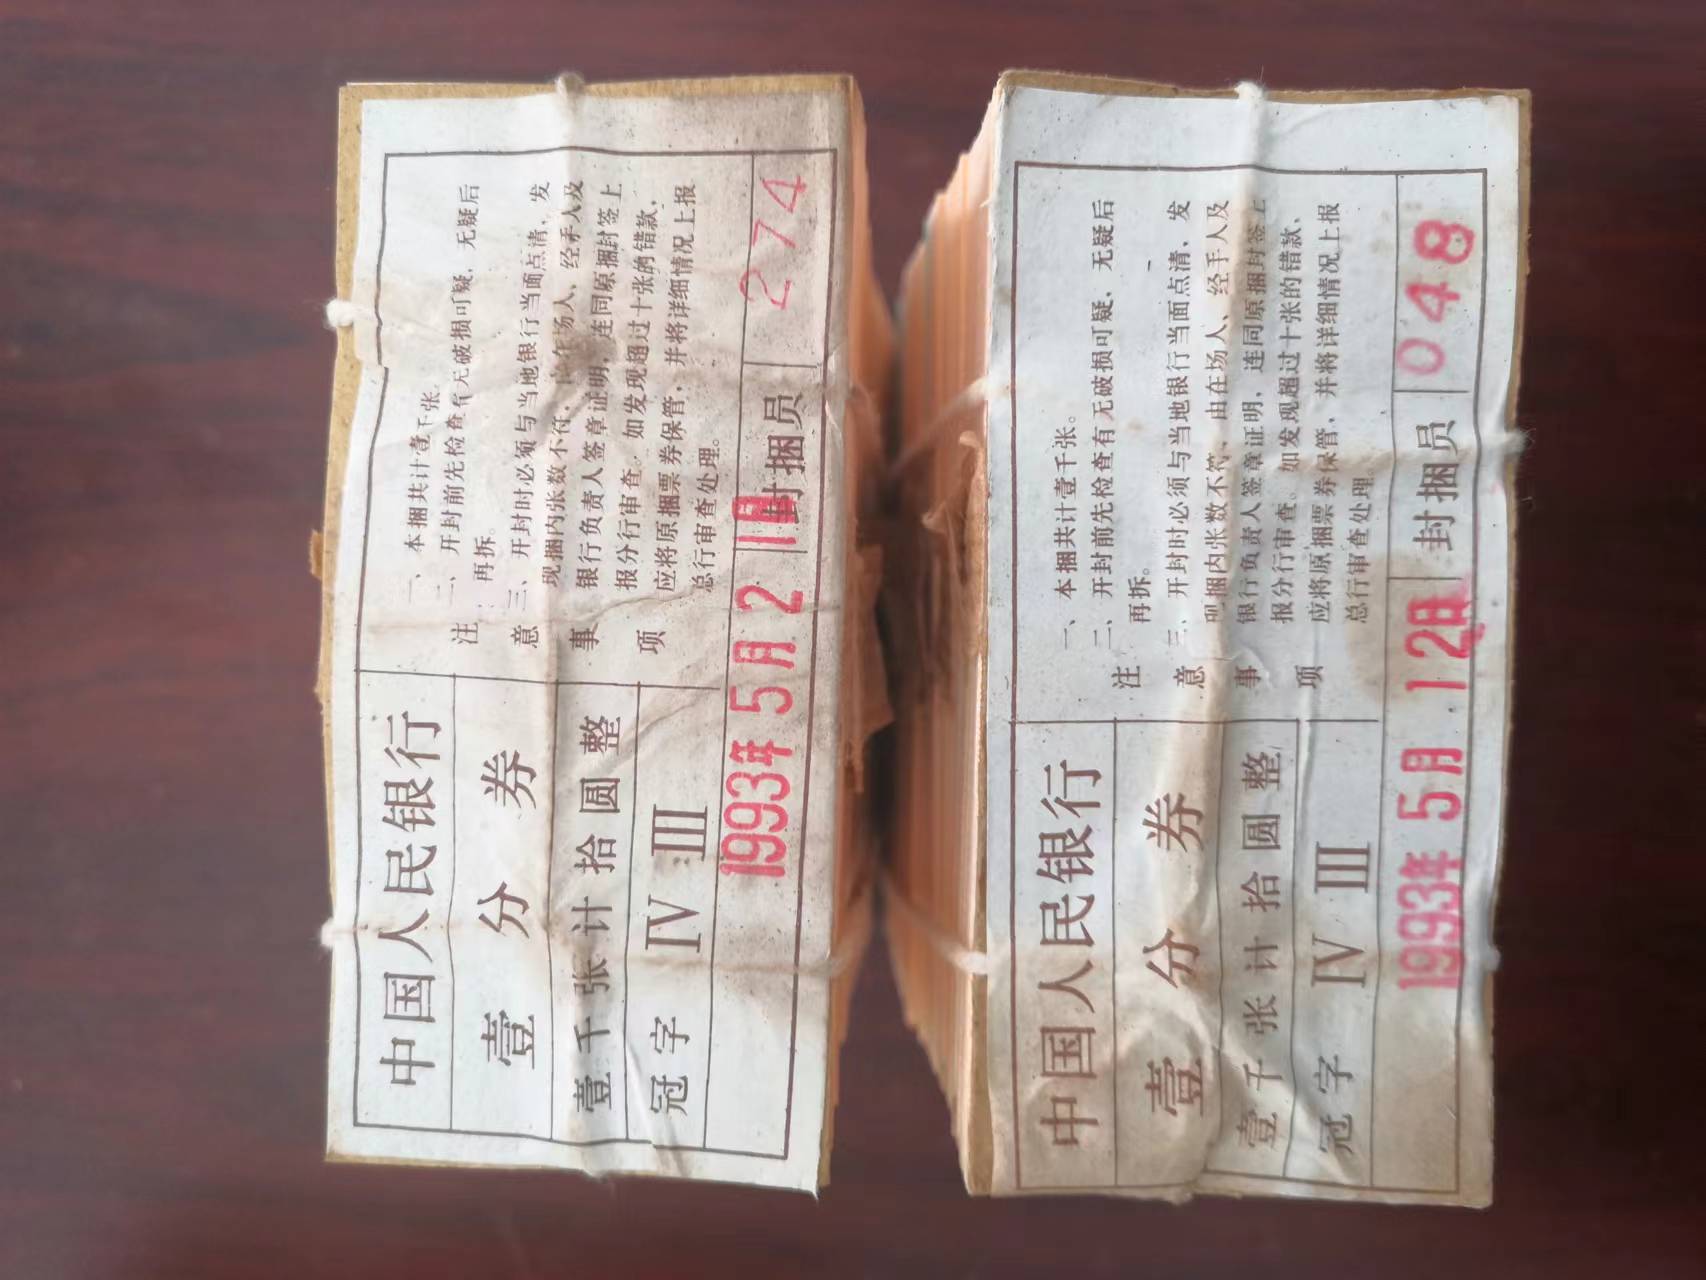 中国人民银行
壹分券
壹千张计拾圆整
冠字 IV III
注意事项
一、本捆共计壹千张。
二、开封前先检查有无破损可疑，无疑后
再拆。
三、开封时必须与当地银行当面点清，发
现捆内张数不符，由在场人、经手人及
银行负责人签章证明，连同原捆封签上
报分行审查。如发现超过十张的错款，
应将原捆票券保管，并将详细情况上报
总行审查处理。
1993年5月21日
封捆员
274
中国人民银行
壹分券
壹千张计拾圆整
冠字 IV III
注意事项
一、本捆共计壹千张。
二、开封前先检查有无破损可疑，无疑后
再拆。
三、开封时必须与当地银行当面点清，发
现捆内张数不符、由在场人、经手人及
银行负责人签章证明，连同原捆封签上
报分行审查。如发现超过十张的错款、
应将原捆票券保管，并将详细情况上报
总行审查处理
1993年5月12日
封捆员
048